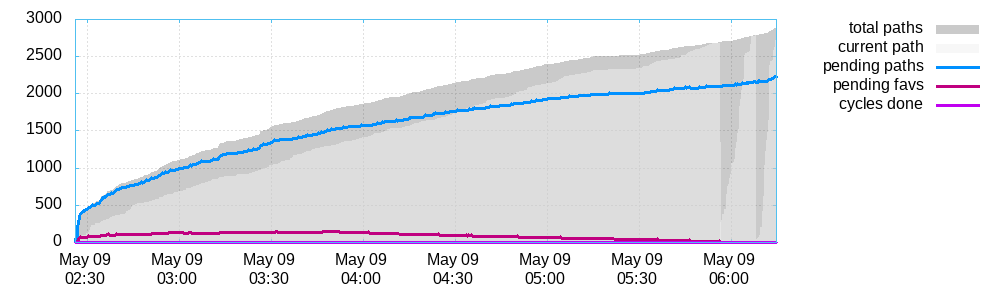 3000
2500
2000
1500
1000
500
0
May 09 May 09 May 09 May 09 May 09 May 09 May 09 May 09
02:30 03:00 03:30 04:00 04:30 05:00 05:30 06:00
total paths
current path
pending paths
pending favs
cycles done